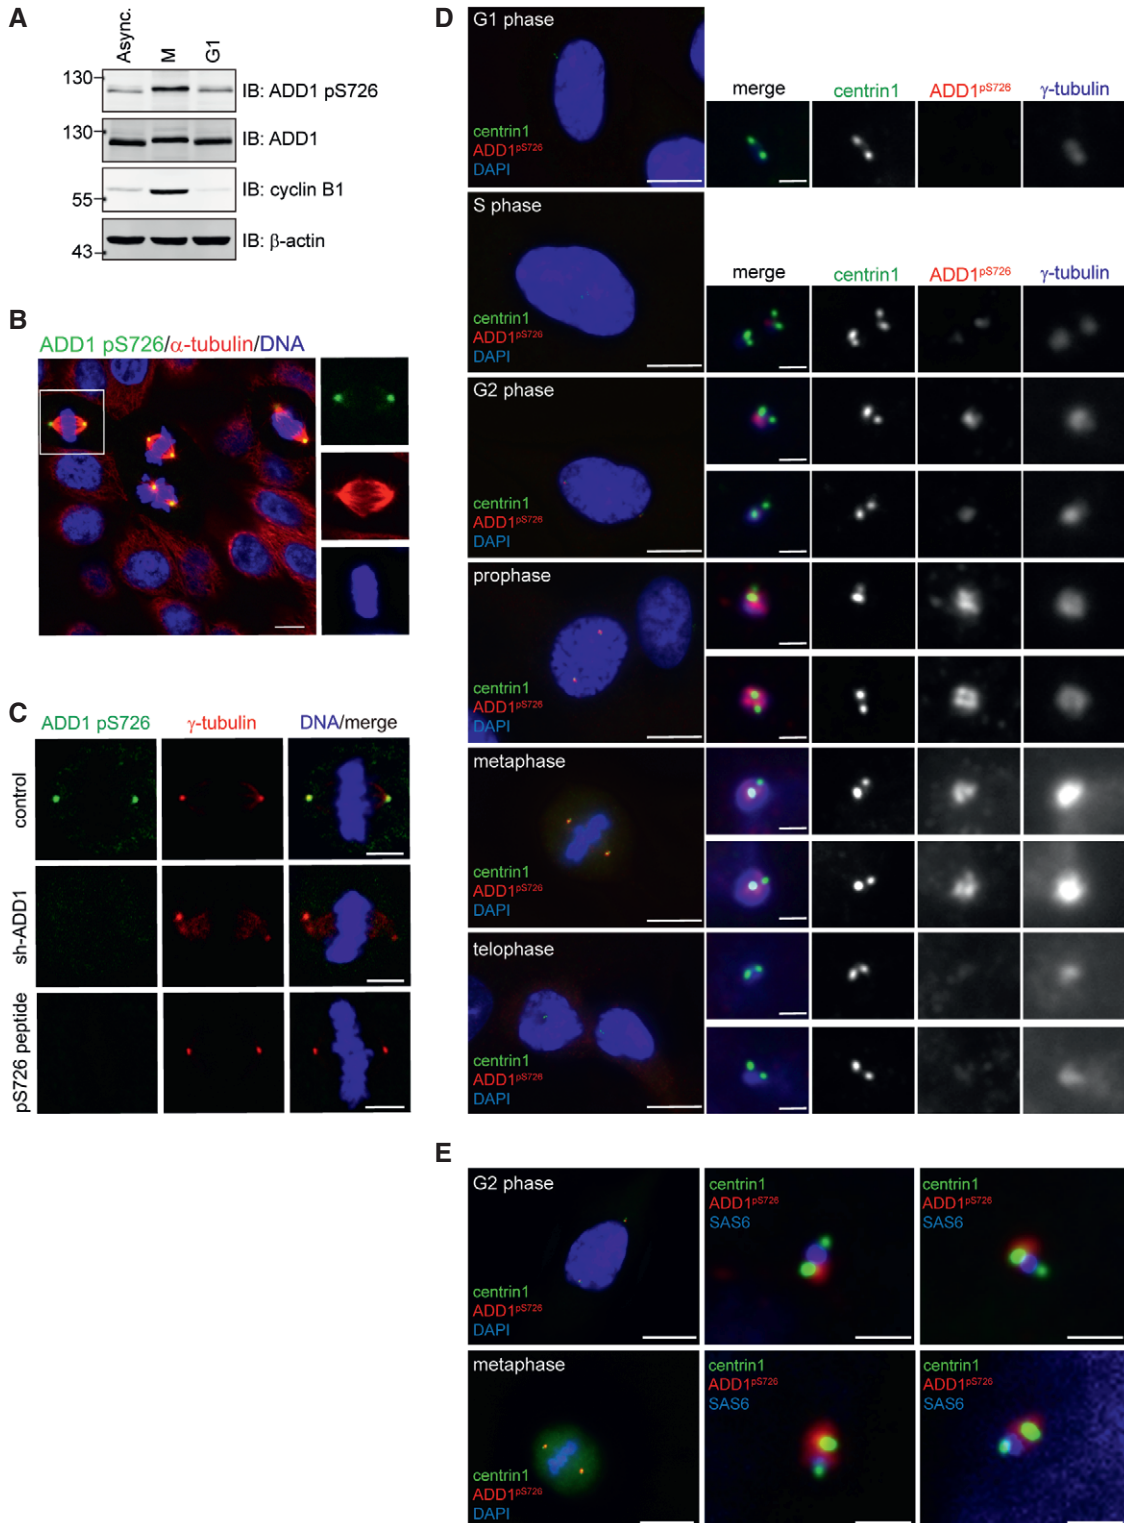 A
Async.
M
G1
130
IB: ADD1 pS726
130
IB: ADD1
55
IB: cyclin B1
43
IB: β-actin
B
ADD1 pS726/α-tubulin/DNA
C
ADD1 pS726
γ-tubulin
DNA/merge
control
sh-ADD1
pS726 peptide
D
G1 phase
centrin1
ADD1pS726
DAPI
merge
centrin1
ADD1pS726
γ-tubulin
S phase
centrin1
ADD1pS726
DAPI
merge
centrin1
ADD1pS726
γ-tubulin
G2 phase
centrin1
ADD1pS726
DAPI
prophase
centrin1
ADD1pS726
DAPI
metaphase
centrin1
ADD1pS726
DAPI
telophase
centrin1
ADD1pS726
DAPI
E
G2 phase
centrin1
ADD1pS726
DAPI
centrin1
ADD1pS726
SAS6
centrin1
ADD1pS726
SAS6
metaphase
centrin1
ADD1pS726
DAPI
centrin1
ADD1pS726
SAS6
centrin1
ADD1pS726
SAS6